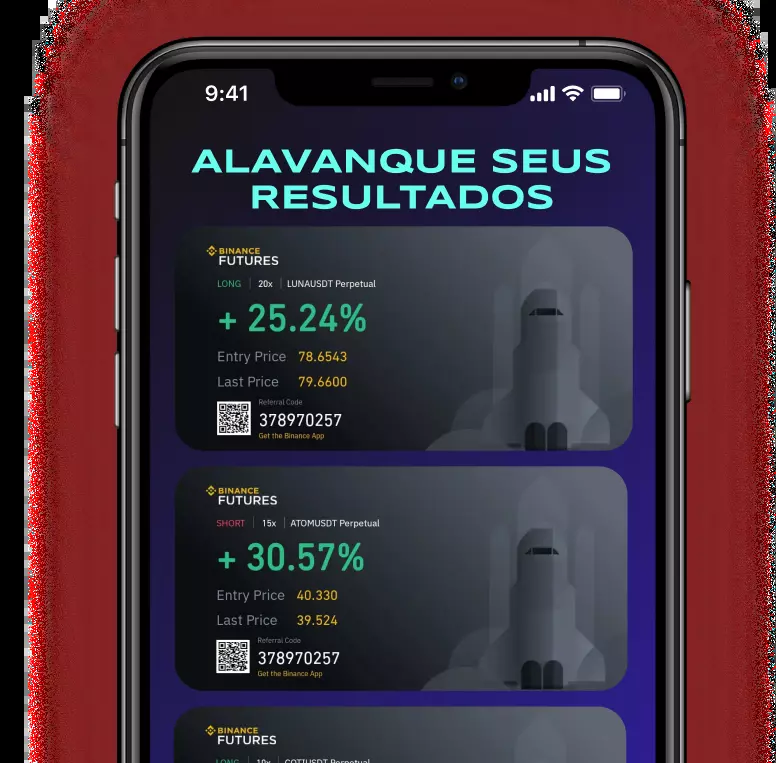 9:41
ALAVANQUE SEUS
RESULTADOS
BINANCE
FUTURES
LONG | 20x | LUNAUSDT Perpetual
+ 25.24%
Entry Price 78.6543
Last Price 79.6600
Referral Code
378970257
Get the Binance App
BINANCE
FUTURES
SHORT | 15x | ATOMUSDT Perpetual
+ 30.57%
Entry Price 40.330
Last Price 39.524
Referral Code
378970257
Get the Binance App
BINANCE
FUTURES
LONG | 10x | COTIUSDT Perpetual